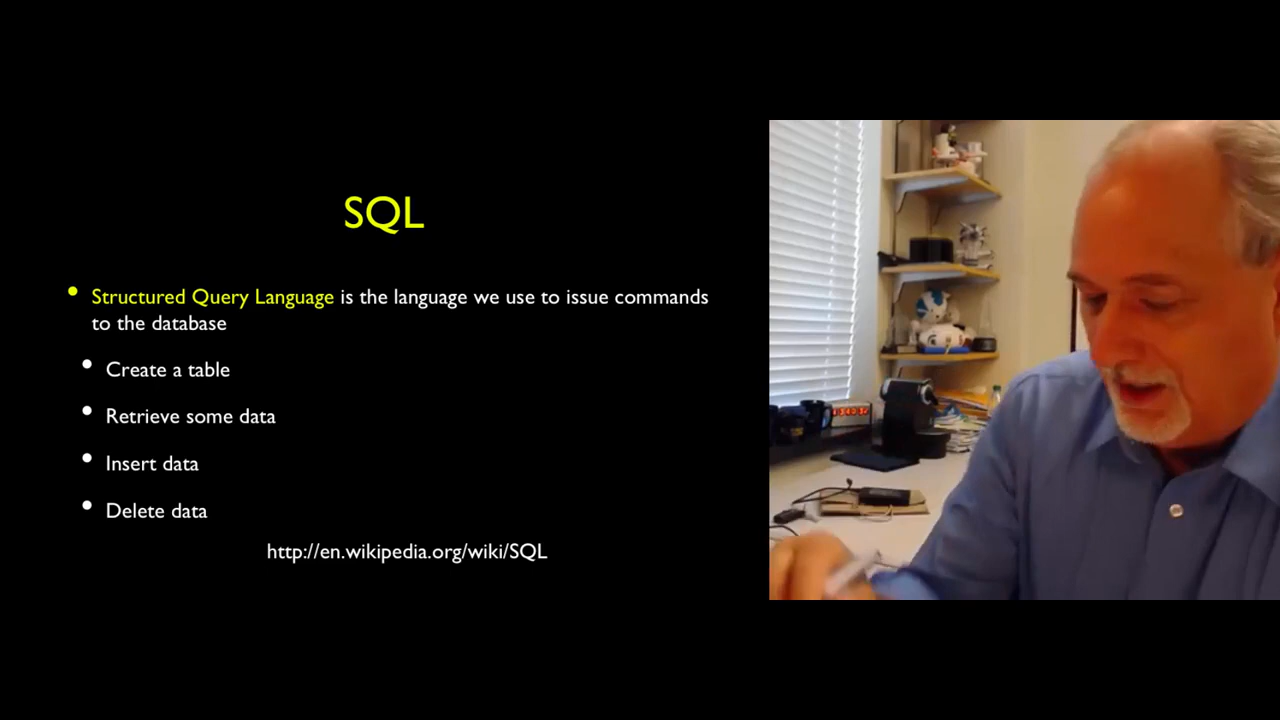 SQL
Structured Query Language is the language we use to issue commands
to the database
Create a table
Retrieve some data
Insert data
Delete data
http://en.wikipedia.org/wiki/SQL